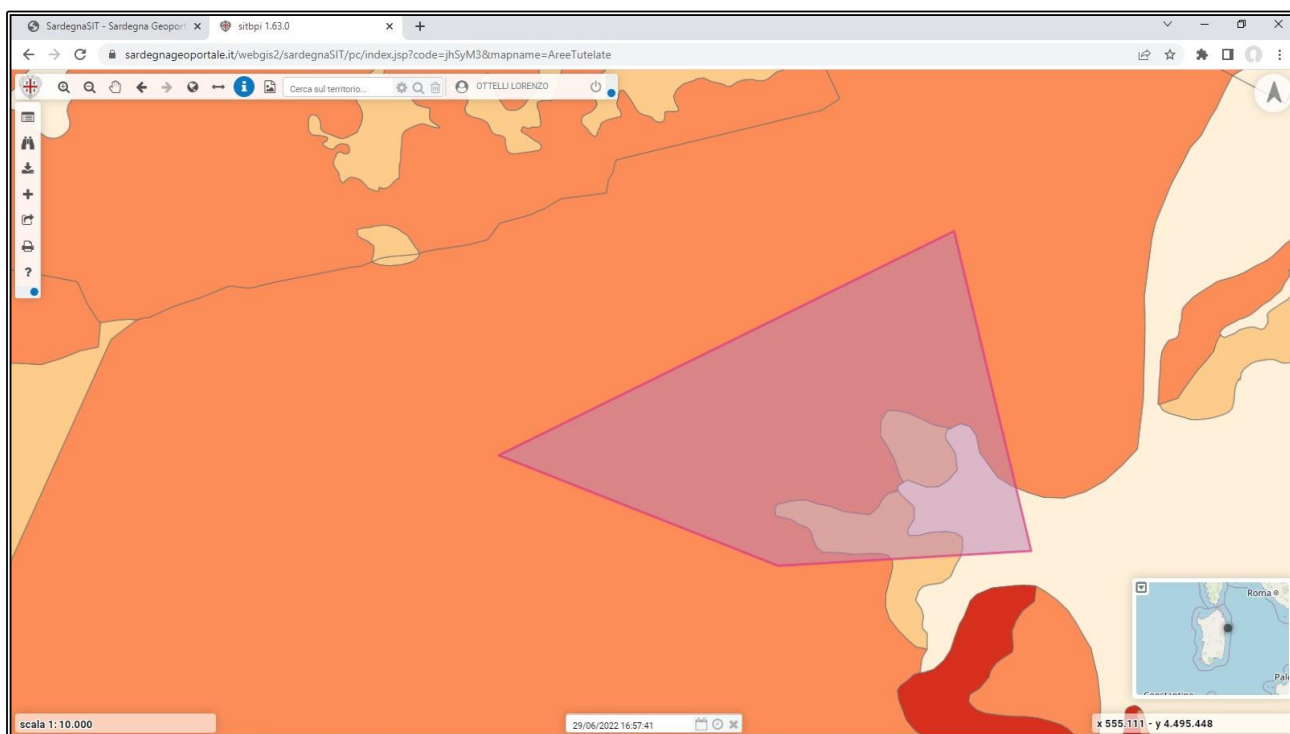 SardegnaSIT - Sardegna Geoport
sitbpi 1.63.0
sardegnageoportale.it/webgis2/sardegnaSIT/pc/index.jsp?code=jhSyM3&mapname=AreeTutelate
Cerca sul territorio...
OTTELLI LORENZO
?
Roma
Pale
Constantine
scala 1: 10.000
29/06/2022 16:57:41
x 555.111 - y 4.495.448